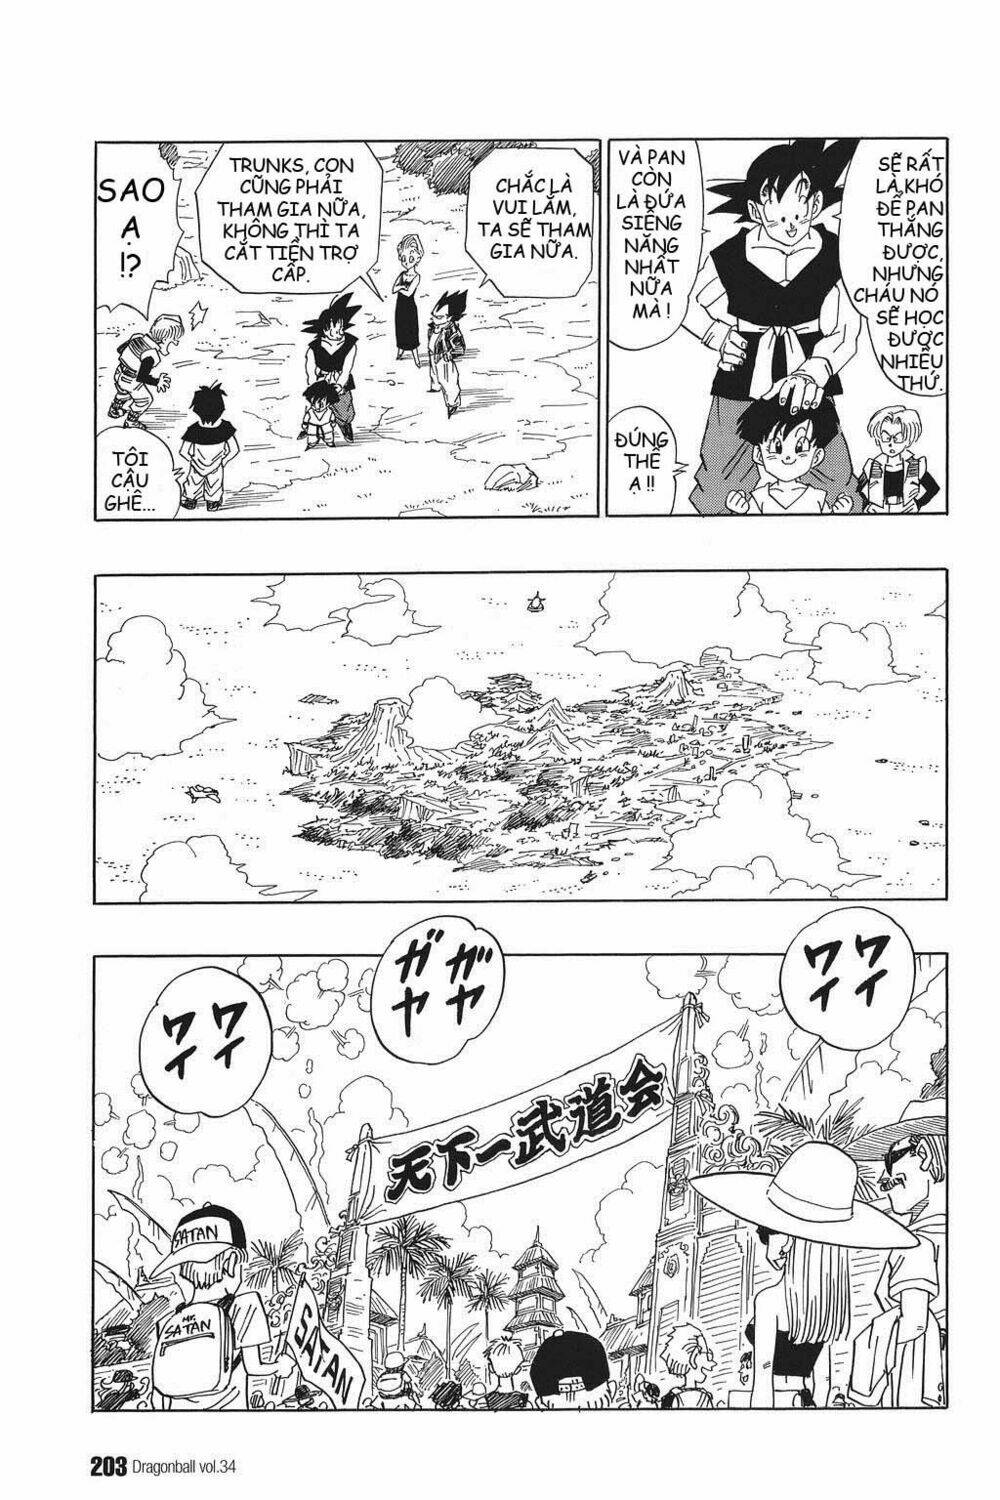 SẼ RẤT
LÀ KHÓ
ĐỂ PAN
THẮNG
ĐƯỢC,
NHƯNG
CHÁU NÓ
SẼ HỌC
ĐƯỢC
NHIỀU
THỨ.
VÀ PAN
CÒN
LÀ ĐỨA
SIÊNG
NĂNG
NHẤT
NỮA
MÀ !
ĐÚNG
THẾ
Ạ !!
CHẮC LÀ
VUI LẮM,
TA SẼ THAM
GIA NỮA.
TRUNKS, CON
CŨNG PHẢI
THAM GIA NỮA,
KHÔNG THÌ TA
CẮT TIỀN TRỢ
CẤP.
SAO
Ạ
!?
TÔI
CẬU
GHÊ...
ワイ
ワイ
ガヤ
ガヤ
ワイ
ワイ
天下一武道会
SATAN
MR.
SATAN
SATAN
203 Dragonball vol.34